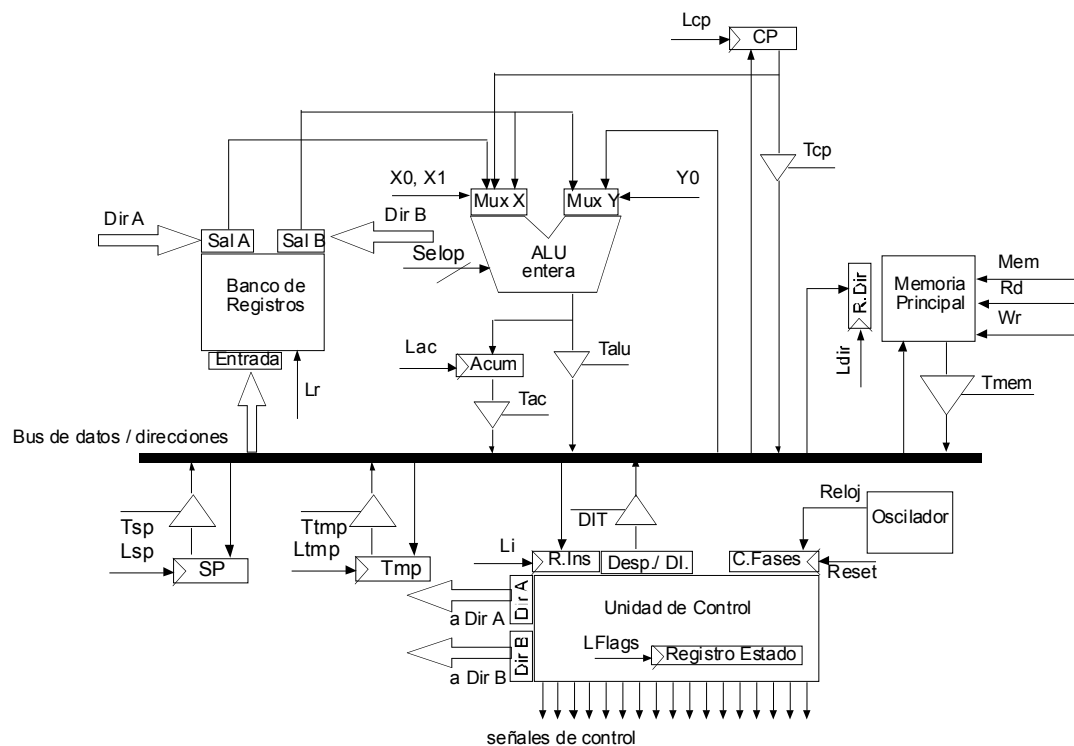 Lcp
CP
Tcp
X0, X1
Mux X
Mux Y
Y0
Dir A
Dir B
Sal A
Sal B
Selop
ALU
entera
Banco de
Registros
R.Dir
Memoria
Principal
Mem
Rd
Wr
Entrada
Lac
Acum
Talu
Ldir
Tmem
Lr
Tac
Bus de datos / direcciones
Tsp
Lsp
SP
Ttmp
Ltmp
Tmp
DIT
Li
R.Ins
Desp./ DI.
C.Fases
Reloj
Oscilador
Reset
a Dir A
Dir A
Unidad de Control
a Dir B
Dir B
LFlags
Registro Estado
señales de control